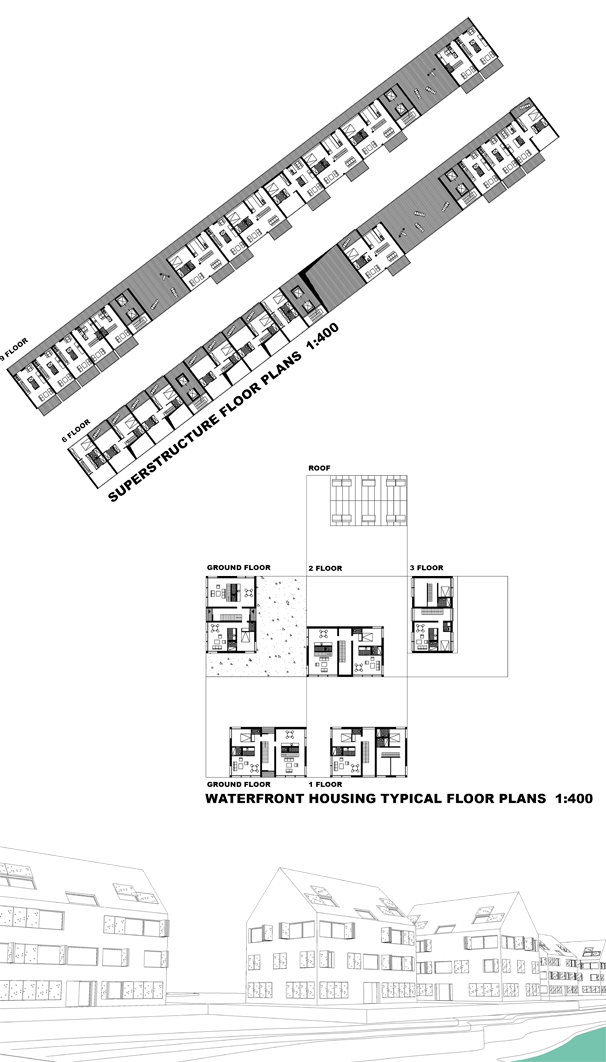 9 FLOOR
6 FLOOR
SUPERSTRUCTURE FLOOR PLANS 1:400
ROOF
GROUND FLOOR
2 FLOOR
3 FLOOR
GROUND FLOOR
1 FLOOR
WATERFRONT HOUSING TYPICAL FLOOR PLANS 1:400